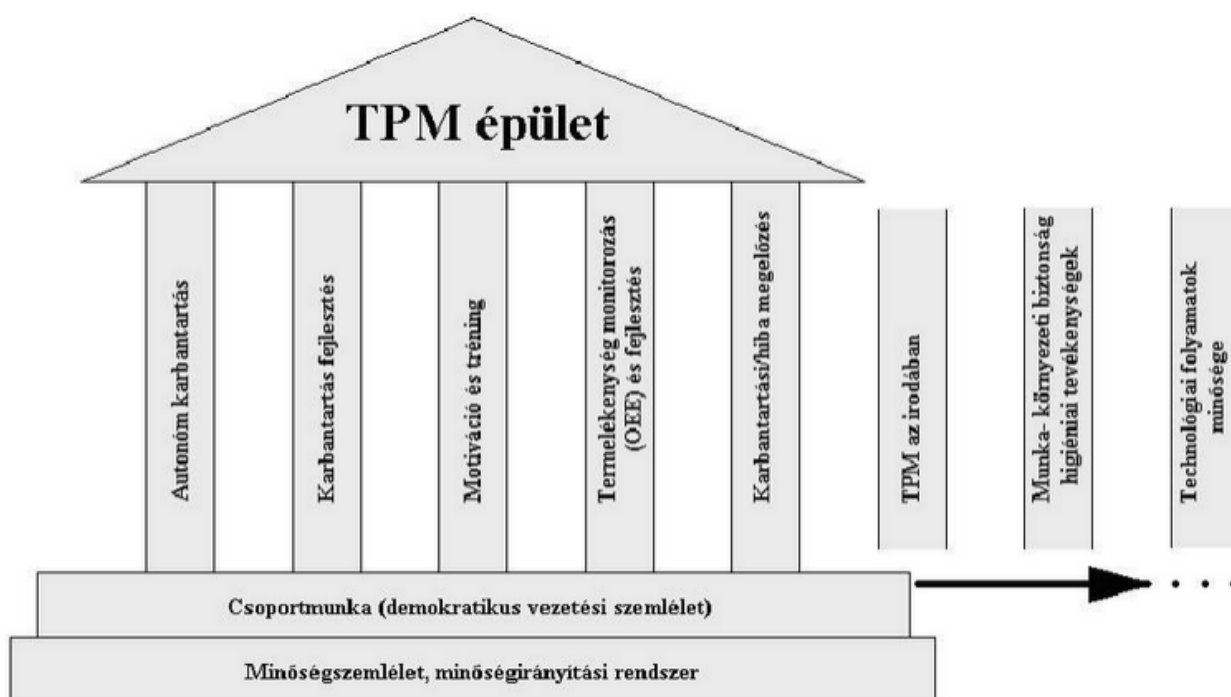 TPM épület
Autonóm karbantartás
Karbantartás fejlesztés
Motiváció és tréning
Termelékenység monitorozás
(OEE) és fejlesztés
Karbantartási/hiba megelőzés
TPM az irodában
Munka- környezeti biztonság
higiéniai tevékenységek
Technológiai folyamatok
minősége
Csoportmunka (demokratikus vezetési szemlélet)
Minőségszemlélet, minőségirányítási rendszer